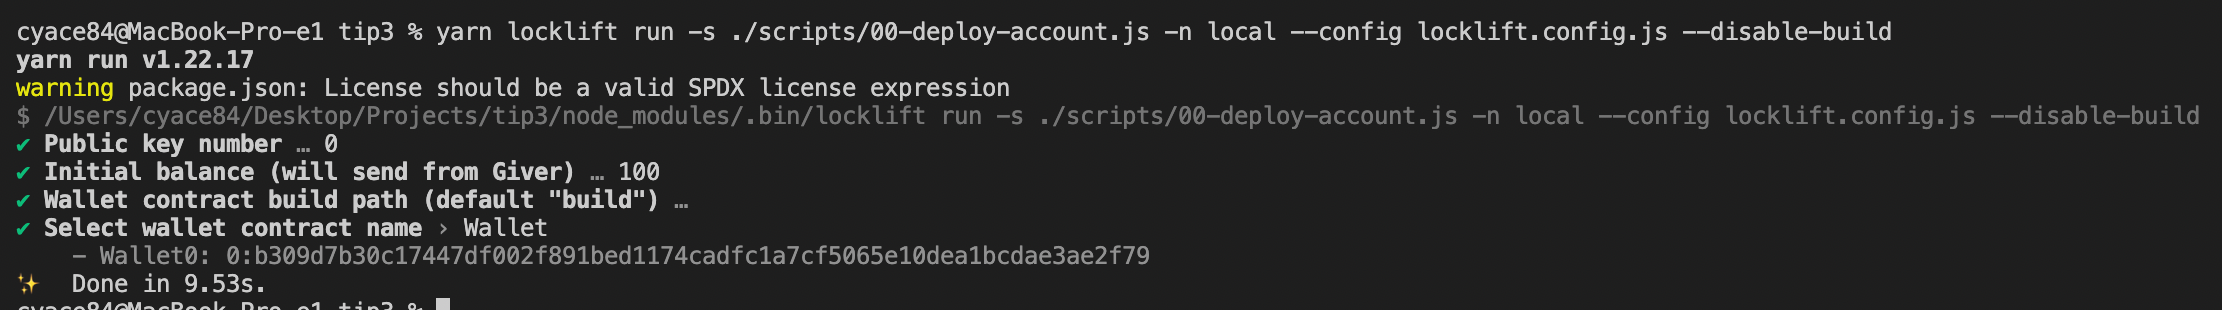 cyace84@MacBook-Pro-e1 tip3 % yarn locklift run -s ./scripts/00-deploy-account.js -n local --config locklift.config.js --disable-build
yarn run v1.22.17
warning package.json: License should be a valid SPDX license expression
$ /Users/cyace84/Desktop/Projects/tip3/node_modules/.bin/locklift run -s ./scripts/00-deploy-account.js -n local --config locklift.config.js --disable-build
✔ Public key number … 0
✔ Initial balance (will send from Giver) … 100
✔ Wallet contract build path (default "build") …
✔ Select wallet contract name › Wallet
– Wallet0: 0:b309d7b30c17447df002f891bed1174cadfc1a7cf5065e10dea1bcdae3ae2f79
✨ Done in 9.53s.
cyace84@MacBook-Pro-e1 tip3 %